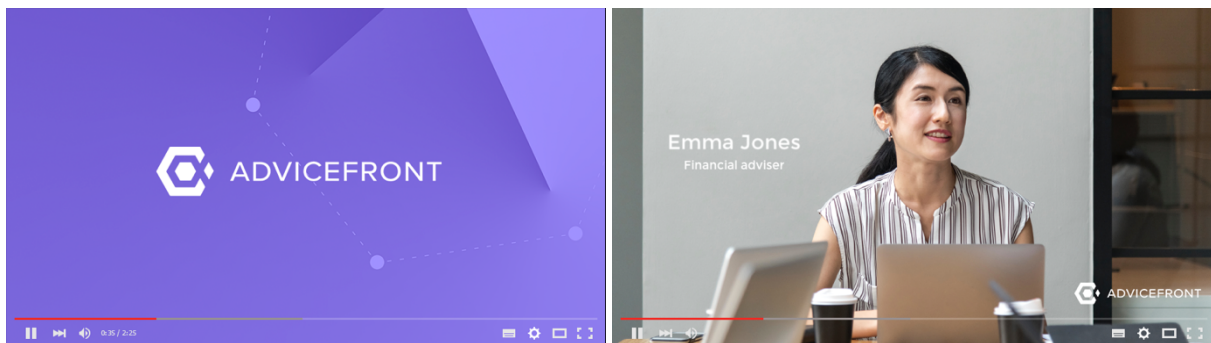 ADVICEFRONT
0:35 / 2:25
Emma Jones
Financial adviser
ADVICEFRONT